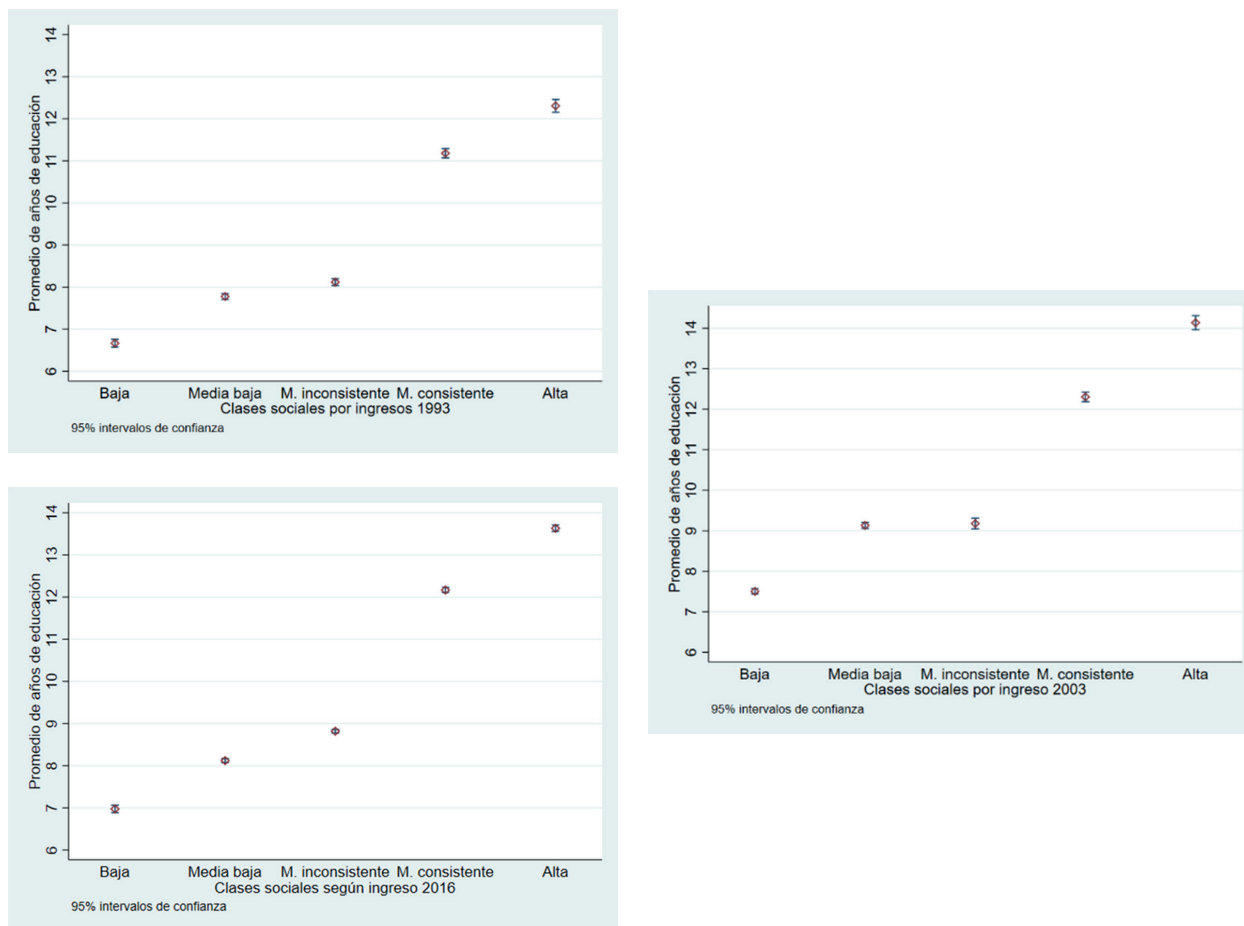 Promedio de años de educación
14
13
12
11
10
9
8
7
6
Baja Media baja M. inconsistente M. consistente Alta
Clases sociales por ingresos 1993
95% intervalos de confianza
Promedio de años de educación
14
13
12
11
10
9
8
7
6
Baja Media baja M. inconsistente M. consistente Alta
Clases sociales por ingreso 2003
95% intervalos de confianza
Promedio de años de educación
14
13
12
11
10
9
8
7
6
Baja Media baja M. inconsistente M. consistente Alta
Clases sociales según ingreso 2016
95% intervalos de confianza